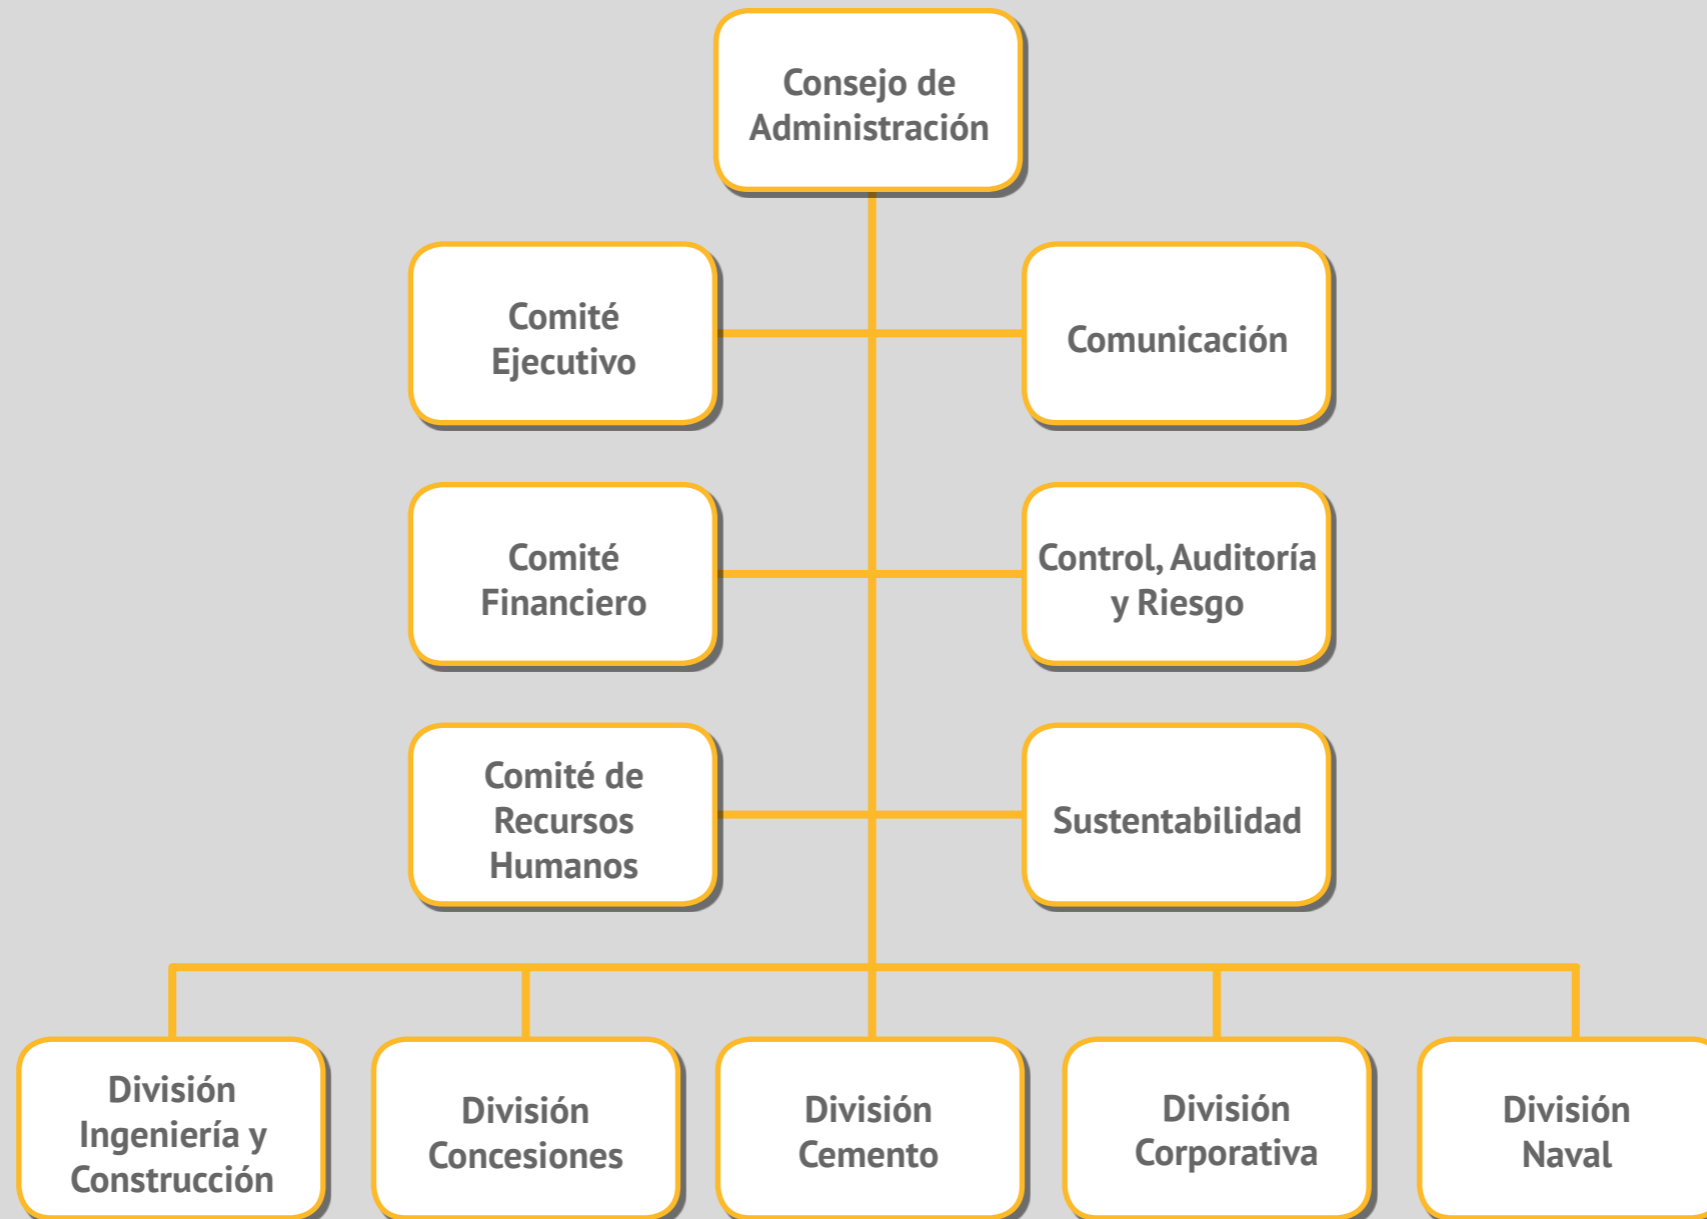 Consejo de
Administración
Comité
Ejecutivo
Comunicación
Comité
Financiero
Control, Auditoría
y Riesgo
Comité de
Recursos
Humanos
Sustentabilidad
División
Ingeniería y
Construcción
División
Concesiones
División
Cemento
División
Corporativa
División
Naval